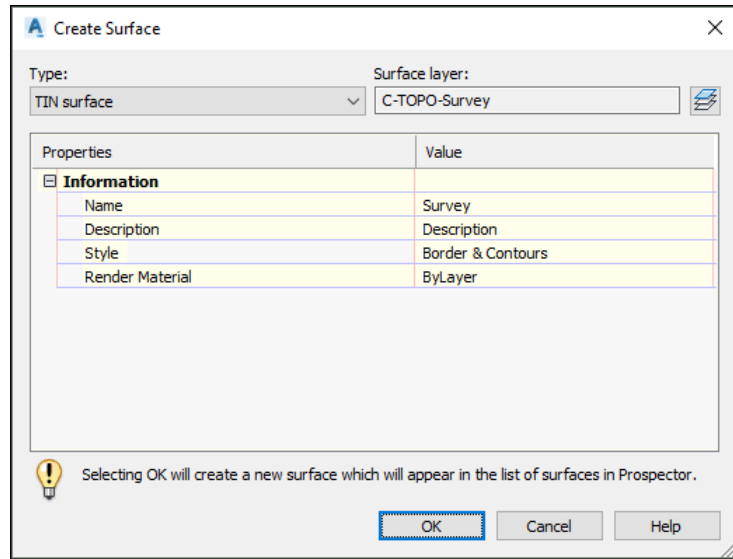 Create Surface
Type:
Surface layer:
TIN surface
C-TOPO-Survey
Properties Value
Information
Name Survey
Description Description
Style Border & Contours
Render Material ByLayer
Selecting OK will create a new surface which will appear in the list of surfaces in Prospector.
OK Cancel Help